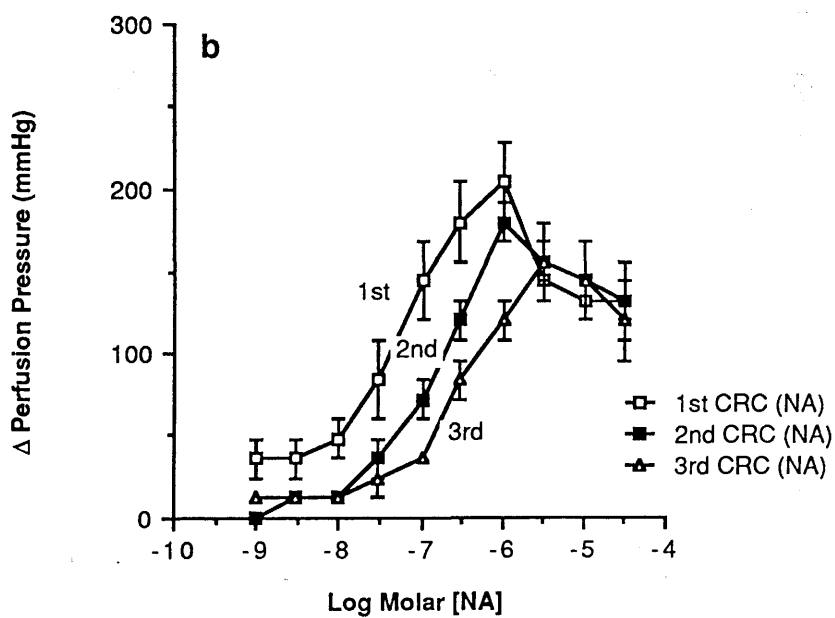 b
Δ Perfusion Pressure (mmHg)
300
200
100
0
1st
2nd
3rd
1st CRC (NA)
2nd CRC (NA)
3rd CRC (NA)
-10 -9 -8 -7 -6 -5 -4
Log Molar [NA]